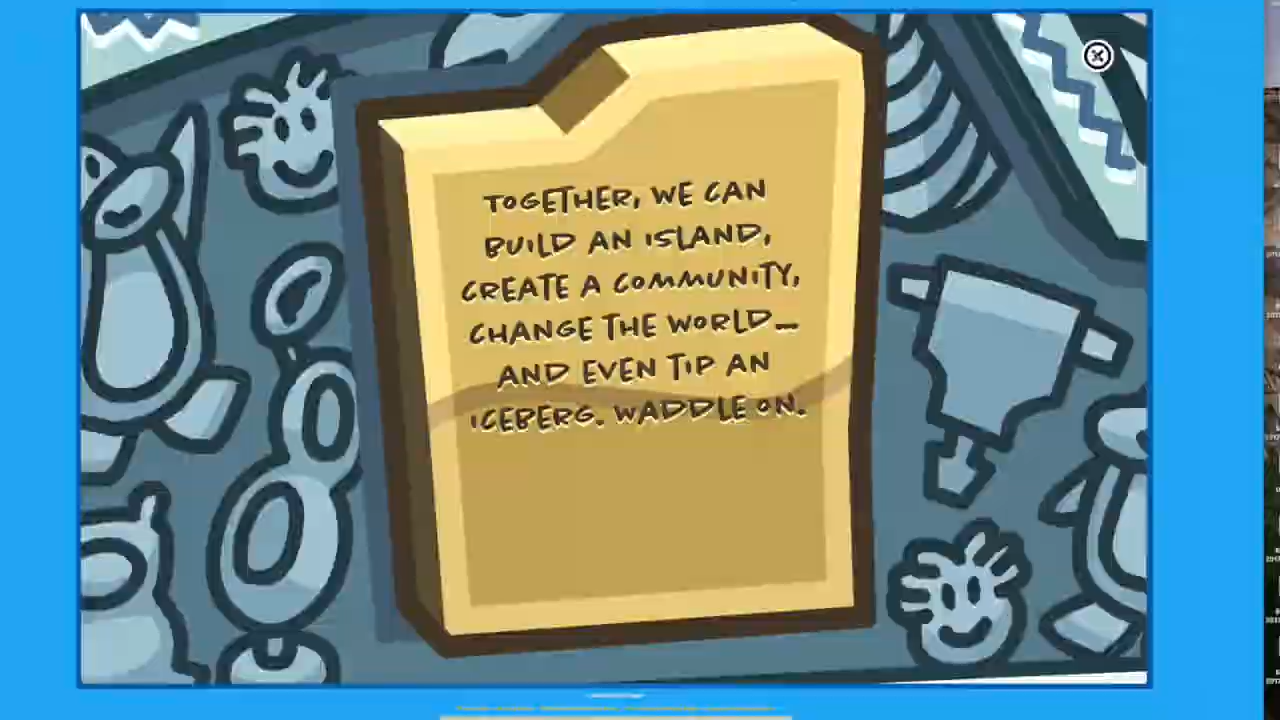 TOGETHER, WE CAN
BUILD AN ISLAND,
CREATE A COMMUNITY,
CHANGE THE WORLD...
AND EVEN TIP AN
ICEBERG. WADDLE ON.